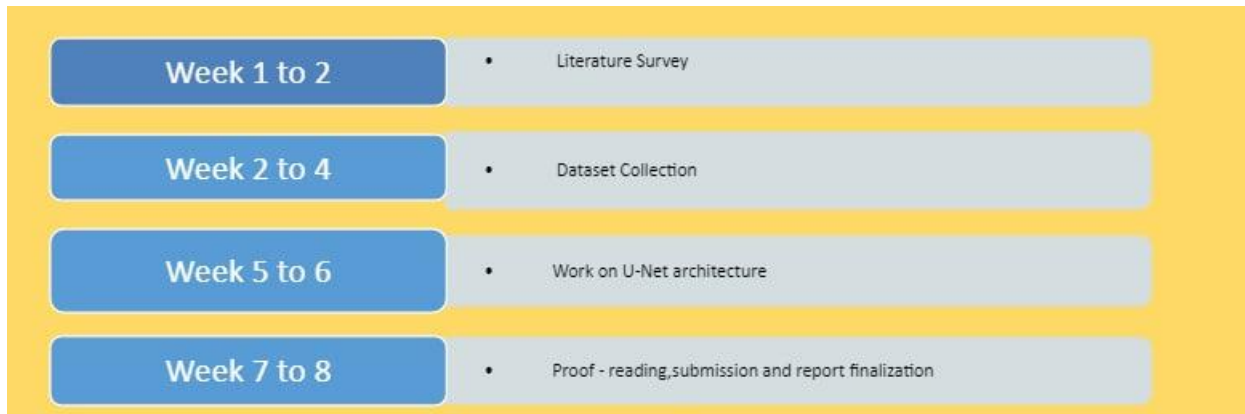 Week 1 to 2
• Literature Survey
Week 2 to 4
• Dataset Collection
Week 5 to 6
• Work on U-Net architecture
Week 7 to 8
• Proof - reading,submission and report finalization